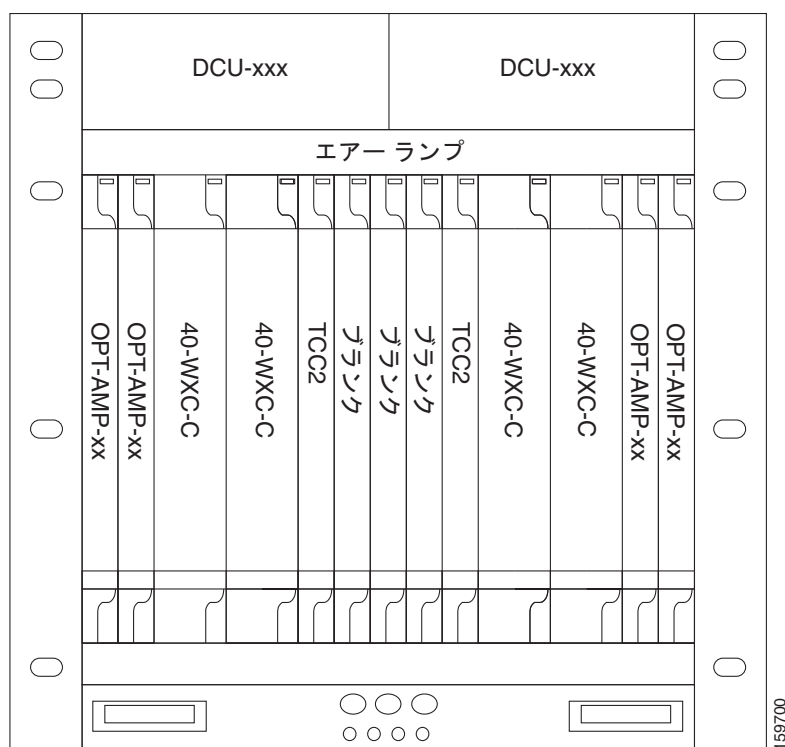 DCU-xxx
DCU-xxx
エアー ランプ
OPT-AMP-xx
OPT-AMP-xx
40-WXC-C
40-WXC-C
TCC2
ブランク
ブランク
ブランク
TCC2
40-WXC-C
40-WXC-C
OPT-AMP-xx
OPT-AMP-xx
159700